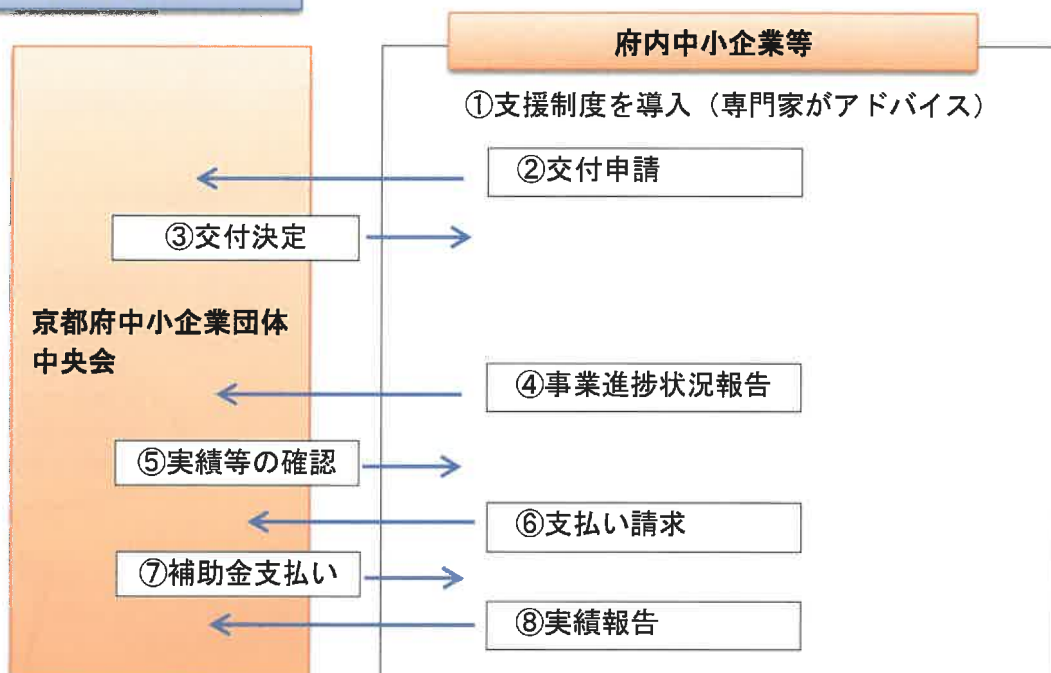 府内中小企業等
①支援制度を導入（専門家がアドバイス）
②交付申請
③交付決定
京都府中小企業団体
中央会
④事業進捗状況報告
⑤実績等の確認
⑥支払い請求
⑦補助金支払い
⑧実績報告